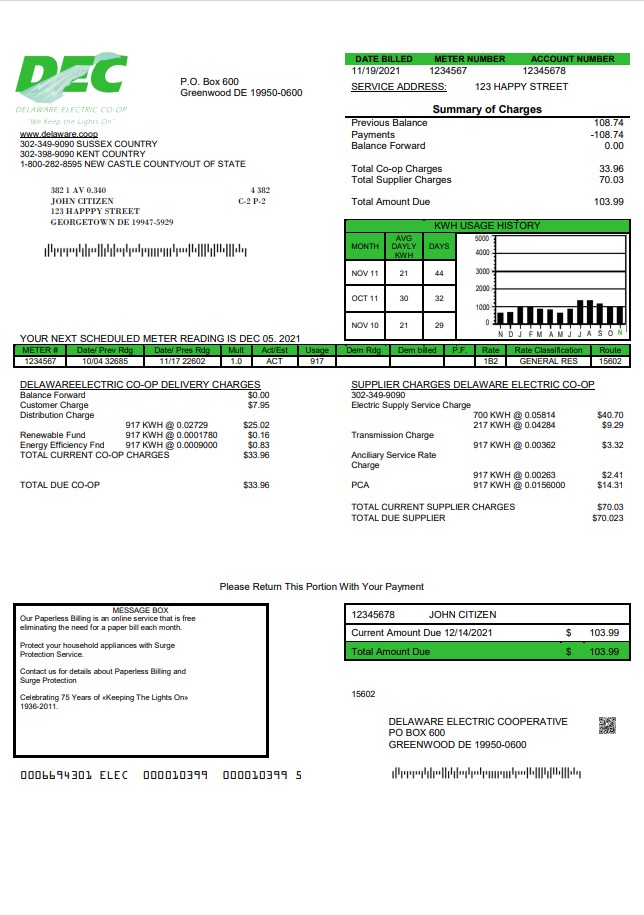 DEC
DELAWARE ELECTRIC CO-OP
"We Keep the Lights On"
www.delaware.coop
302-349-9090 SUSSEX COUNTRY
302-398-9090 KENT COUNTRY
1-800-282-8595 NEW CASTLE COUNTY/OUT OF STATE
P.O. Box 600
Greenwood DE 19950-0600
DATE BILLED METER NUMBER ACCOUNT NUMBER
11/19/2021 1234567 12345678
SERVICE ADDRESS: 123 HAPPY STREET
Summary of Charges
Previous Balance 108.74
Payments -108.74
Balance Forward 0.00
Total Co-op Charges 33.96
Total Supplier Charges 70.03
Total Amount Due 103.99
382 1 AV 0.340 4 382
JOHN CITIZEN C-2 P-2
123 HAPPPY STREET
GEORGETOWN DE 19947-5929
KWH USAGE HISTORY
MONTH AVG DAYLY KWH DAYS
NOV 11 21 44
OCT 11 30 32
NOV 10 21 29
5000
4000
3000
2000
1000
0
N D J F M A M J J A S O N
YOUR NEXT SCHEDULED METER READING IS DEC 05. 2021
METER # Date/ Prev Rdg Date/ Pres Rdg Mult Act/Est Usage Dem Rdg Dem billed P.F. Rate Rate Classification Route
1234567 10/04 32685 11/17 22602 1.0 ACT 917 1B2 GENERAL RES 15602
DELAWAREELECTRIC CO-OP DELIVERY CHARGES
Balance Forward $0.00
Customer Charge $7.95
Distribution Charge
917 KWH @ 0.02729 $25.02
Renewable Fund 917 KWH @ 0.0001780 $0.16
Energy Efficiency Fnd 917 KWH @ 0.0009000 $0.83
TOTAL CURRENT CO-OP CHARGES $33.96
TOTAL DUE CO-OP $33.96
SUPPLIER CHARGES DELAWARE ELECTRIC CO-OP
302-349-9090
Electric Supply Service Charge
700 KWH @ 0.05814 $40.70
217 KWH @ 0.04284 $9.29
Transmission Charge
917 KWH @ 0.00362 $3.32
Anciliary Service Rate
Charge
917 KWH @ 0.00263 $2.41
PCA 917 KWH @ 0.0156000 $14.31
TOTAL CURRENT SUPPLIER CHARGES $70.03
TOTAL DUE SUPPLIER $70.023
Please Return This Portion With Your Payment
MESSAGE BOX
Our Paperless Billing is an online service that is free
eliminating the need for a paper bill each month.
Protect your household appliances with Surge
Protection Service.
Contact us for details about Paperless Billing and
Surge Protection
Celebrating 75 Years of «Keeping The Lights On»
1936-2011.
12345678 JOHN CITIZEN
Current Amount Due 12/14/2021 $ 103.99
Total Amount Due $ 103.99
15602
DELAWARE ELECTRIC COOPERATIVE
PO BOX 600
GREENWOOD DE 19950-0600
0006694301 ELEC 000010399 000010399 5